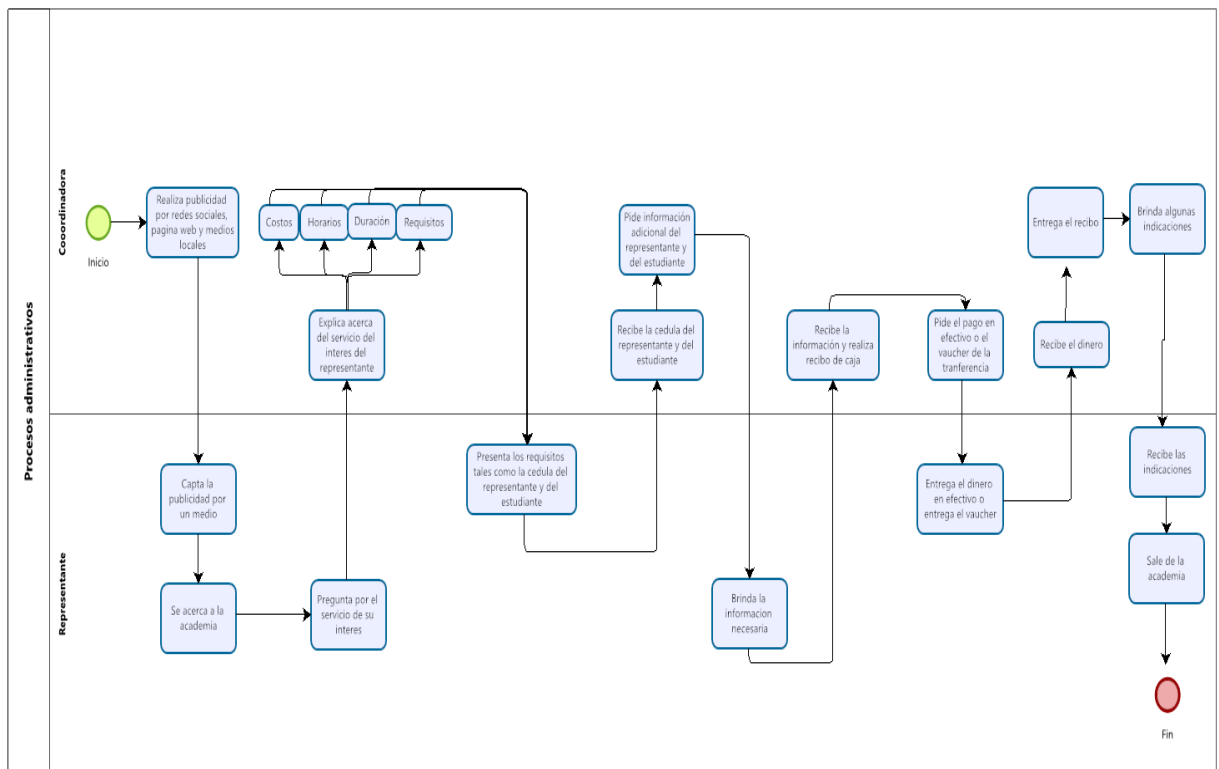 Procesos administrativos
Cooordinadora
Inicio
Realiza publicidad
por redes sociales,
pagina web y medios
locales
Costos
Horarios
Duración
Requisitos
Explica acerca
del servicio del
interes del
representante
Pide información
adicional del
representante y
del estudiante
Recibe la cedula del
representante y del
estudiante
Recibe la
información y realiza
recibo de caja
Pide el pago en
efectivo o el
vaucher de la
tranferencia
Entrega el recibo
Recibe el dinero
Brinda algunas
indicaciones
Representante
Capta la
publicidad por
un medio
Se acerca a la
academia
Pregunta por el
servicio de su
interes
Presenta los requisitos
tales como la cedula del
representante y del
estudiante
Brinda la
informacion
necesaria
Entrega el dinero
en efectivo o
entrega el vaucher
Recibe las
indicaciones
Sale de la
academia
Fin